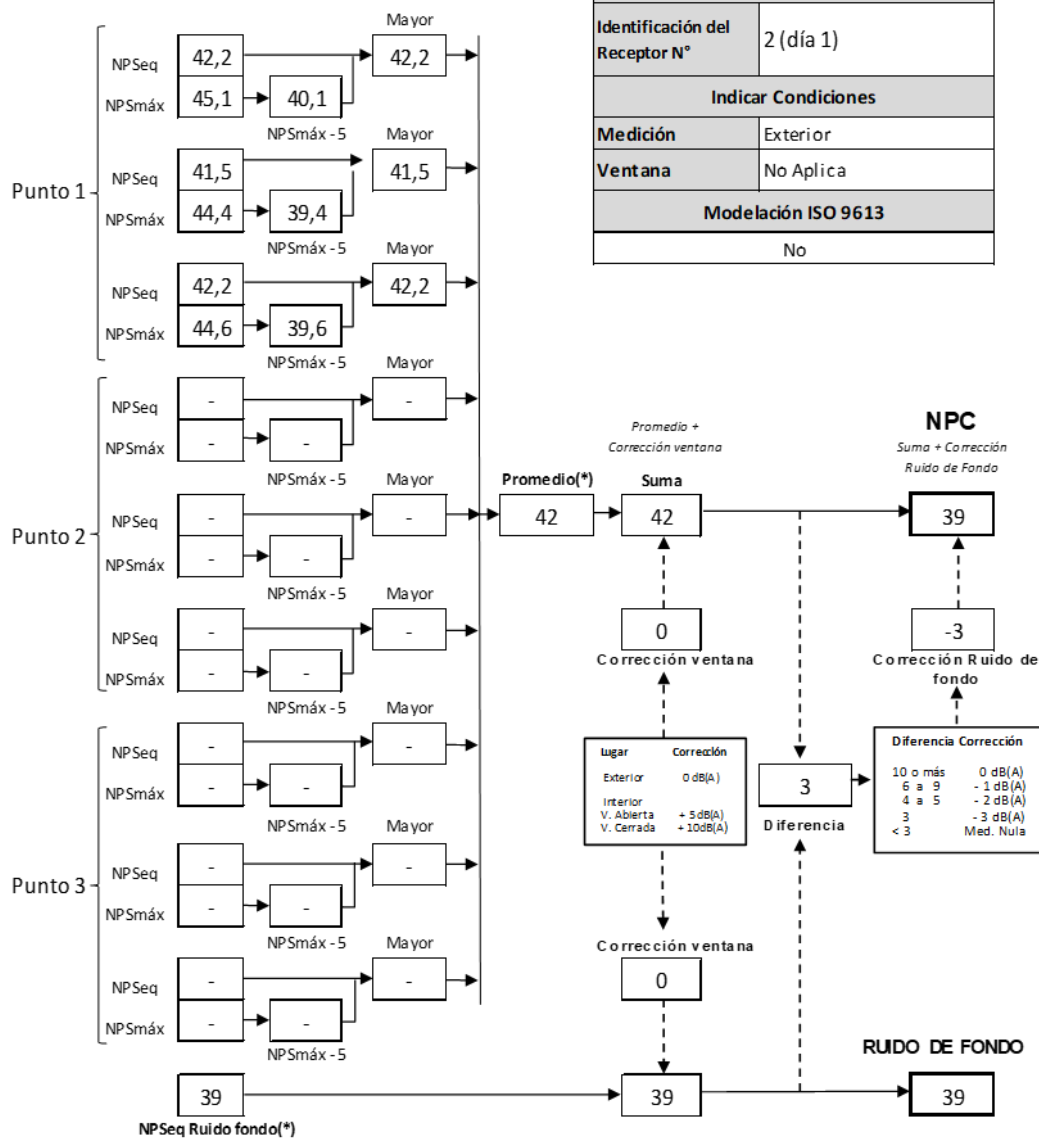 Identificación del Receptor N°
2 (día 1)
Indicar Condiciones
Medición
Exterior
Ventana
No Aplica
Modelación ISO 9613
No
Punto 1
Mayor
NPSeq
42,2
42,2
NPSmáx
45,1
40,1
NPSmáx - 5
Mayor
NPSeq
41,5
41,5
NPSmáx
44,4
39,4
NPSmáx - 5
Mayor
NPSeq
42,2
42,2
NPSmáx
44,6
39,6
NPSmáx - 5
Punto 2
Mayor
NPSeq
-
-
NPSmáx
-
-
NPSmáx - 5
Mayor
NPSeq
-
-
NPSmáx
-
-
NPSmáx - 5
Mayor
NPSeq
-
-
NPSmáx
-
-
NPSmáx - 5
Punto 3
Mayor
NPSeq
-
-
NPSmáx
-
-
NPSmáx - 5
Mayor
NPSeq
-
-
NPSmáx
-
-
NPSmáx - 5
Mayor
NPSeq
-
-
NPSmáx
-
-
NPSmáx - 5
39
NPSeq Ruido fondo(*)
Promedio(*)
42
Promedio +
Corrección ventana
Suma
42
0
Corrección ventana
Lugar Corrección
Exterior 0 dB(A)
Interior
V. Abierta + 5dB(A)
V. Cerrada + 10dB(A)
Corrección ventana
0
39
3
Diferencia
NPC
Suma + Corrección
Ruido de Fondo
39
-3
Corrección Ruido de
fondo
Diferencia Corrección
10 o más 0 dB(A)
6 a 9 - 1 dB(A)
4 a 5 - 2 dB(A)
3 - 3 dB(A)
< 3 Med. Nula
RUIDO DE FONDO
39